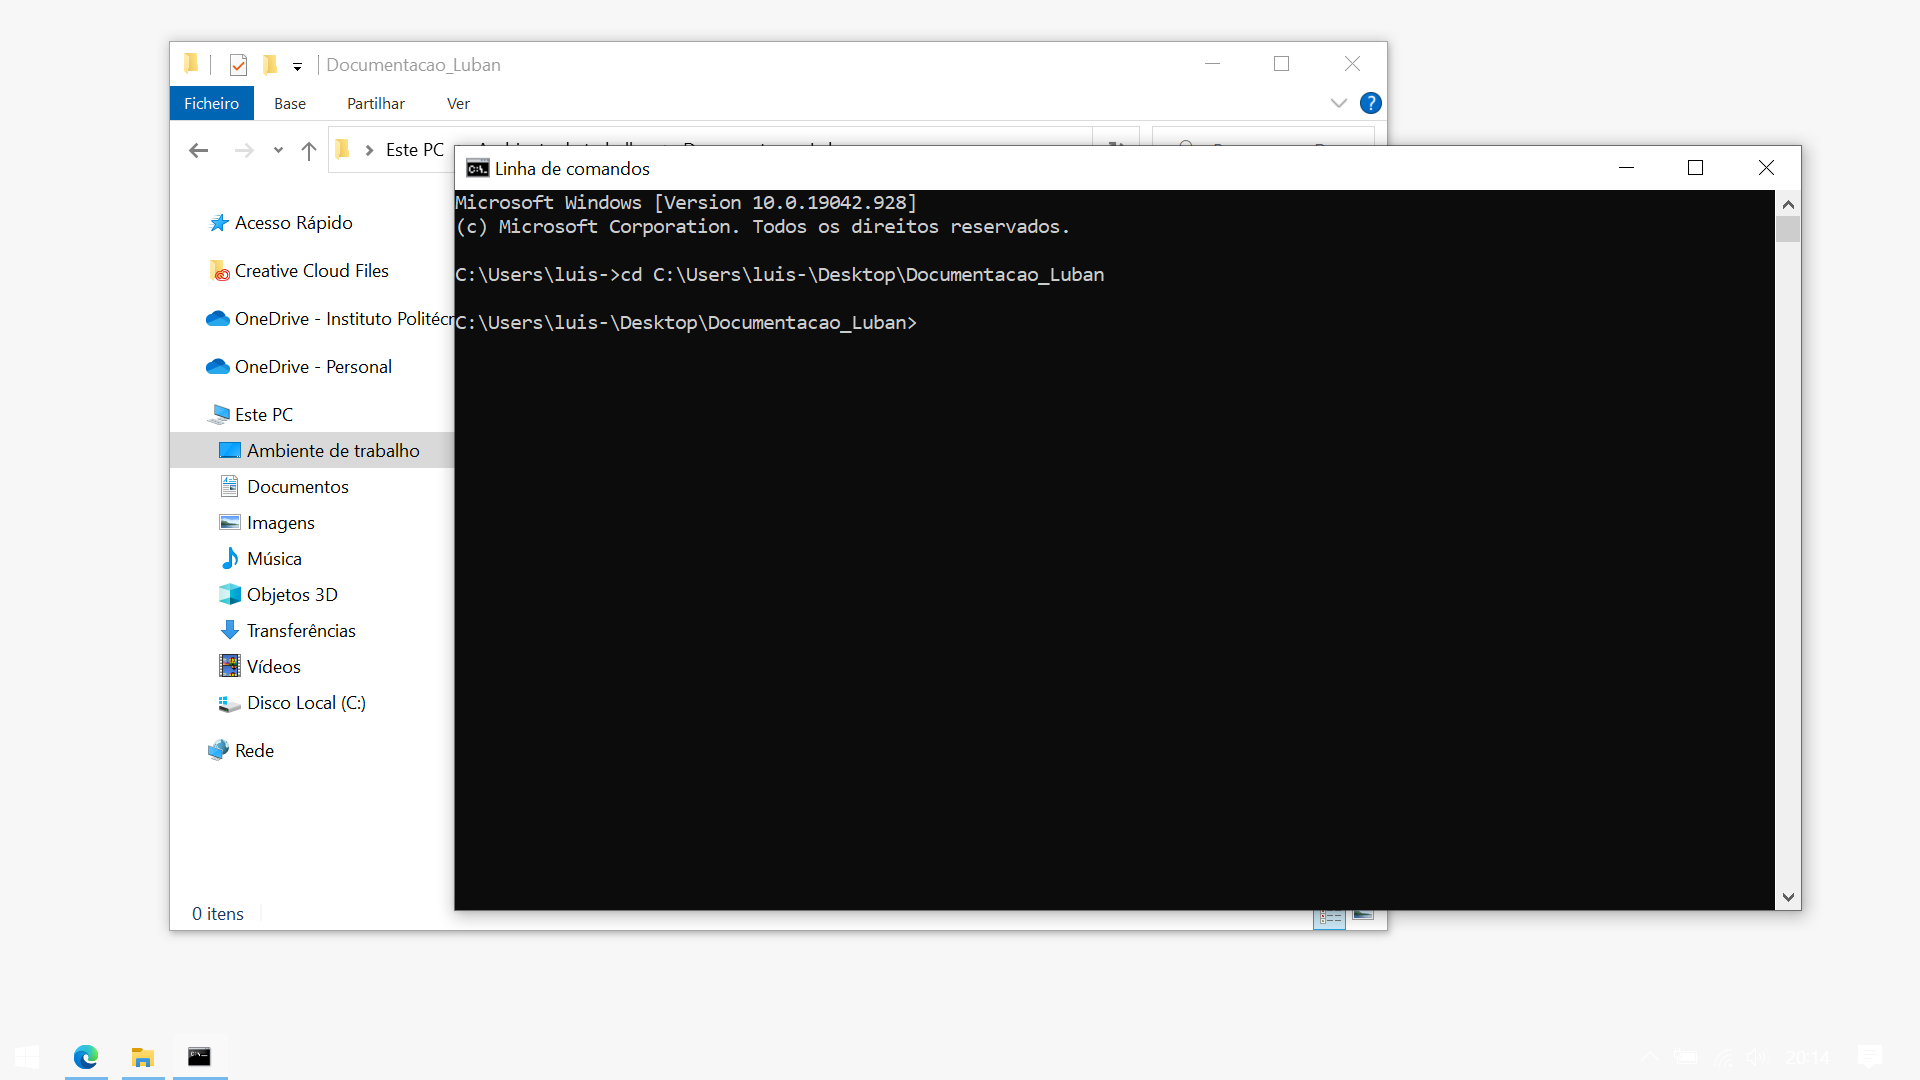 Documentacao_Luban
Ficheiro Base Partilhar Ver
Este PC
Linha de comandos
Microsoft Windows [Version 10.0.19042.928]
(c) Microsoft Corporation. Todos os direitos reservados.
C:\Users\luis->cd C:\Users\luis-\Desktop\Documentacao_Luban
C:\Users\luis-\Desktop\Documentacao_Luban>
Acesso Rápido
Creative Cloud Files
OneDrive - Instituto Politécr
OneDrive - Personal
Este PC
Ambiente de trabalho
Documentos
Imagens
Música
Objetos 3D
Transferências
Vídeos
Disco Local (C:)
Rede
0 itens
20:14